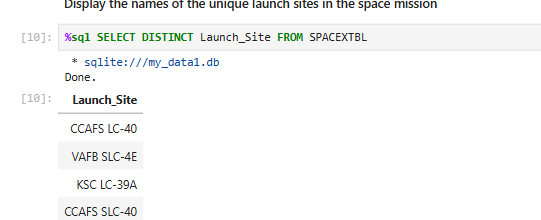 Display the names of the unique launch sites in the space mission
[10]: %sql SELECT DISTINCT Launch_Site FROM SPACEXTBL
* sqlite:///my_data1.db
Done.
[10]: Launch_Site
CCAFS LC-40
VAFB SLC-4E
KSC LC-39A
CCAFS SLC-40